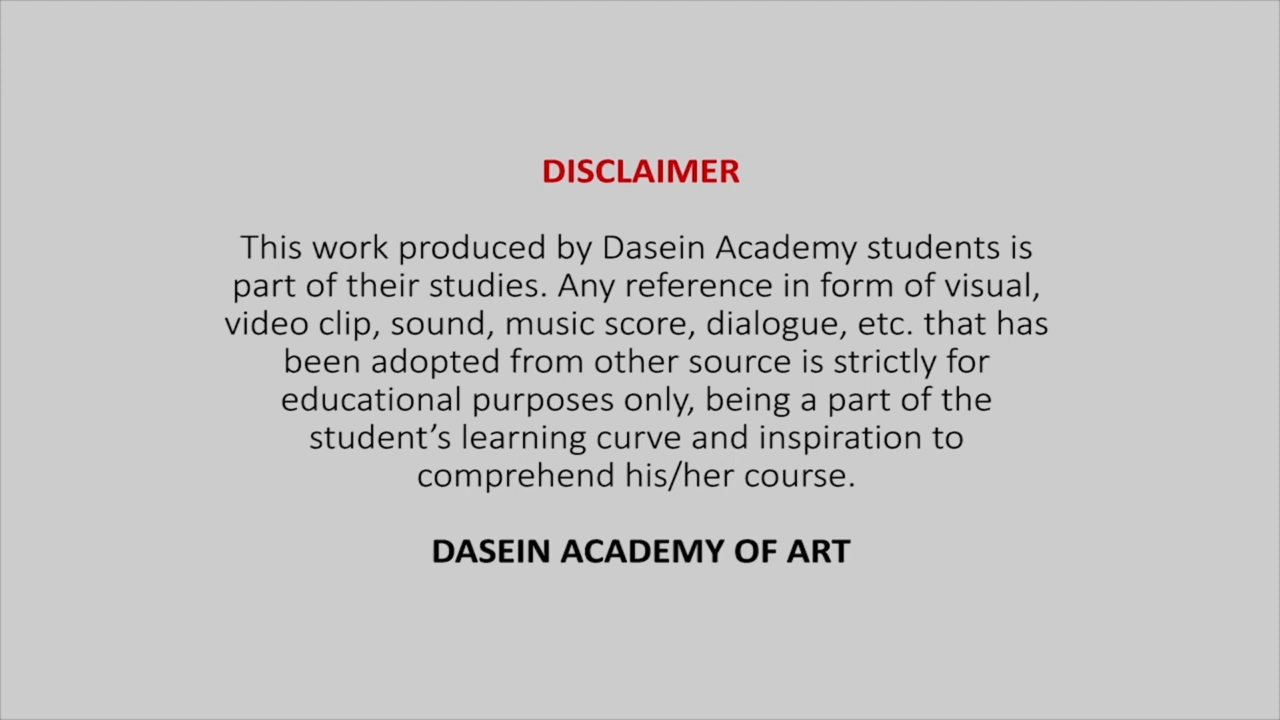 DISCLAIMER
This work produced by Dasein Academy students is
part of their studies. Any reference in form of visual,
video clip, sound, music score, dialogue, etc. that has
been adopted from other source is strictly for
educational purposes only, being a part of the
student’s learning curve and inspiration to
comprehend his/her course.
DASEIN ACADEMY OF ART